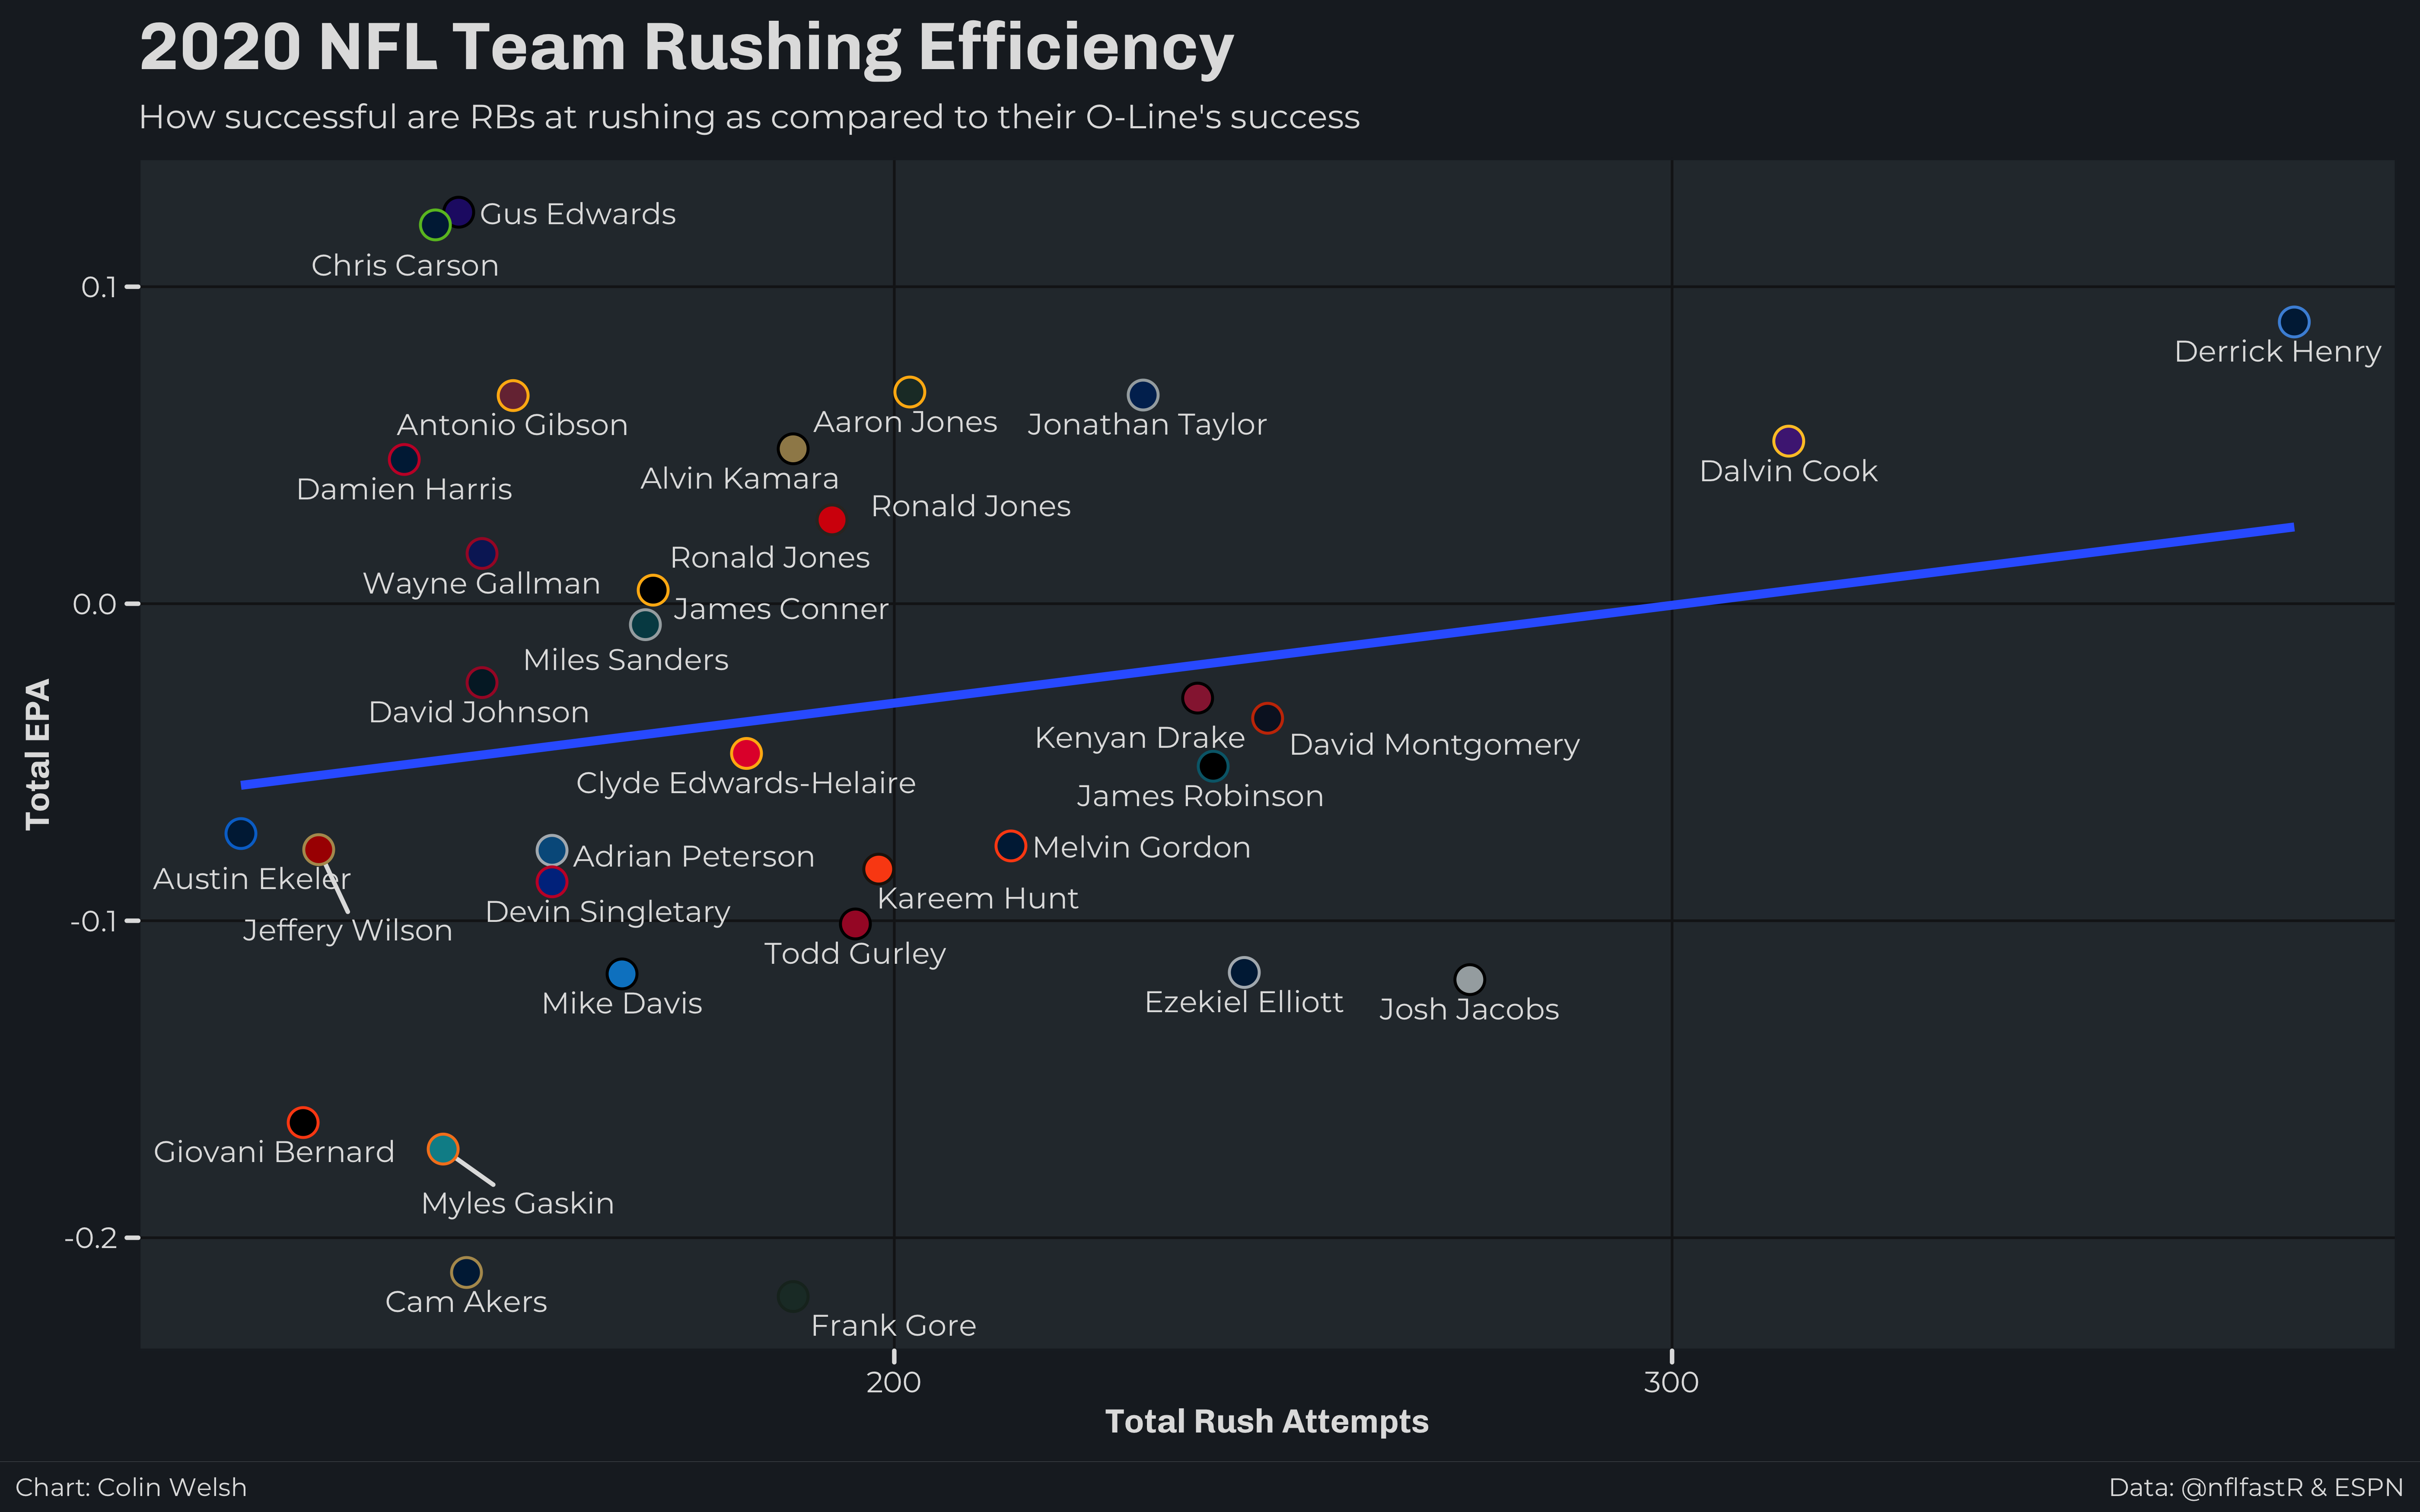 2020 NFL Team Rushing Efficiency
How successful are RBs at rushing as compared to their O-Line's success
Gus Edwards
Chris Carson
0.1
Derrick Henry
Antonio Gibson
Aaron Jones
Jonathan Taylor
Dalvin Cook
Alvin Kamara
Damien Harris
Ronald Jones
Ronald Jones
Wayne Gallman
0.0
James Conner
Miles Sanders
David Johnson
Kenyan Drake
David Montgomery
Clyde Edwards-Helaire
James Robinson
Total EPA
Melvin Gordon
Adrian Peterson
Austin Ekeler
Kareem Hunt
Devin Singletary
-0.1
Jeffery Wilson
Todd Gurley
Mike Davis
Ezekiel Elliott
Josh Jacobs
Giovani Bernard
Myles Gaskin
-0.2
Cam Akers
Frank Gore
200
300
Total Rush Attempts
Chart: Colin Welsh
Data: @nflfastR & ESPN